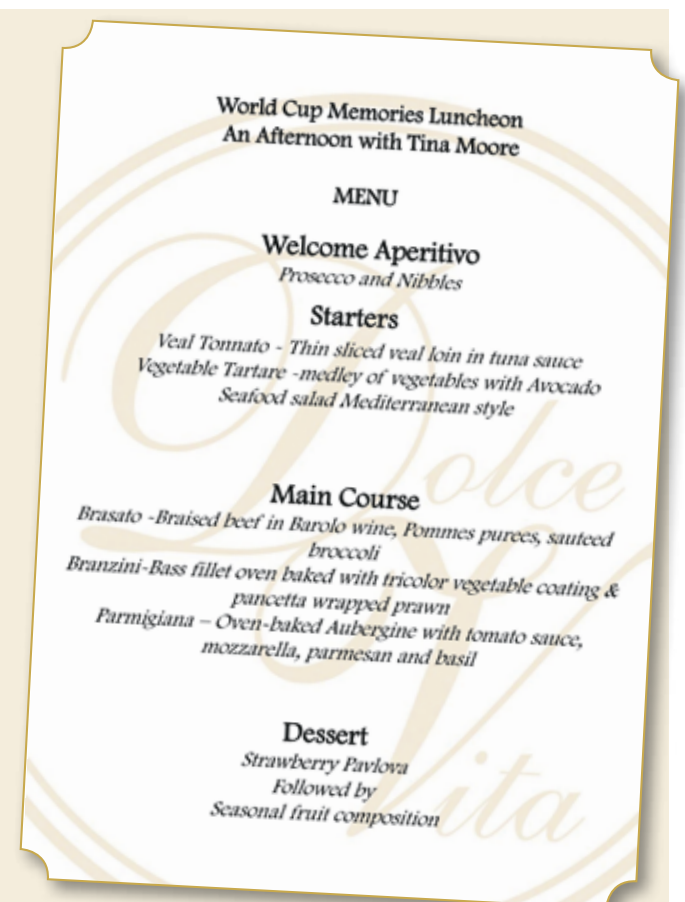 World Cup Memories Luncheon
An Afternoon with Tina Moore
MENU
Welcome Aperitivo
Prosecco and Nibbles
Starters
Veal Tonnato - Thin sliced veal loin in tuna sauce
Vegetable Tartare -medley of vegetables with Avocado
Seafood salad Mediterranean style
Main Course
Brasato -Braised beef in Barolo wine, Pommes purees, sauteed
broccoli
Branzini-Bass fillet oven baked with tricolor vegetable coating &
pancetta wrapped prawn
Parmigiana – Oven-baked Aubergine with tomato sauce,
mozzarella, parmesan and basil
Dessert
Strawberry Pavlova
Followed by
Seasonal fruit composition
Dolce
Vita